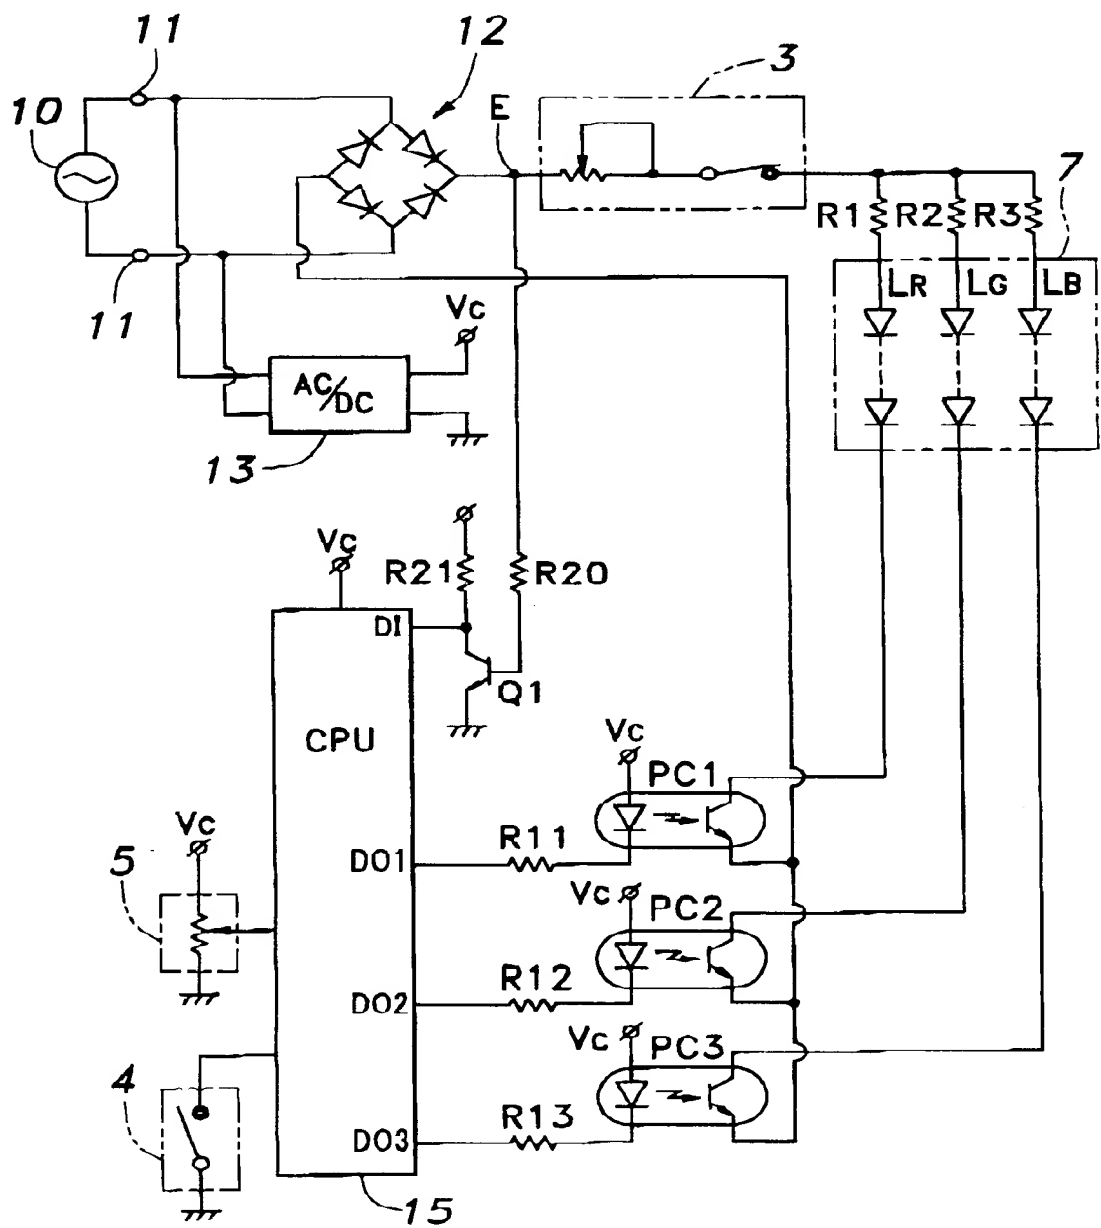 11
12
3
10
E
7
R1
R2
R3
LR
LG
LB
11
Vc
AC/DC
13
Vc
R21
R20
DI
Q1
CPU
Vc
PC1
Vc
R11
5
DO1
Vc
PC2
R12
DO2
Vc
PC3
4
R13
DO3
15